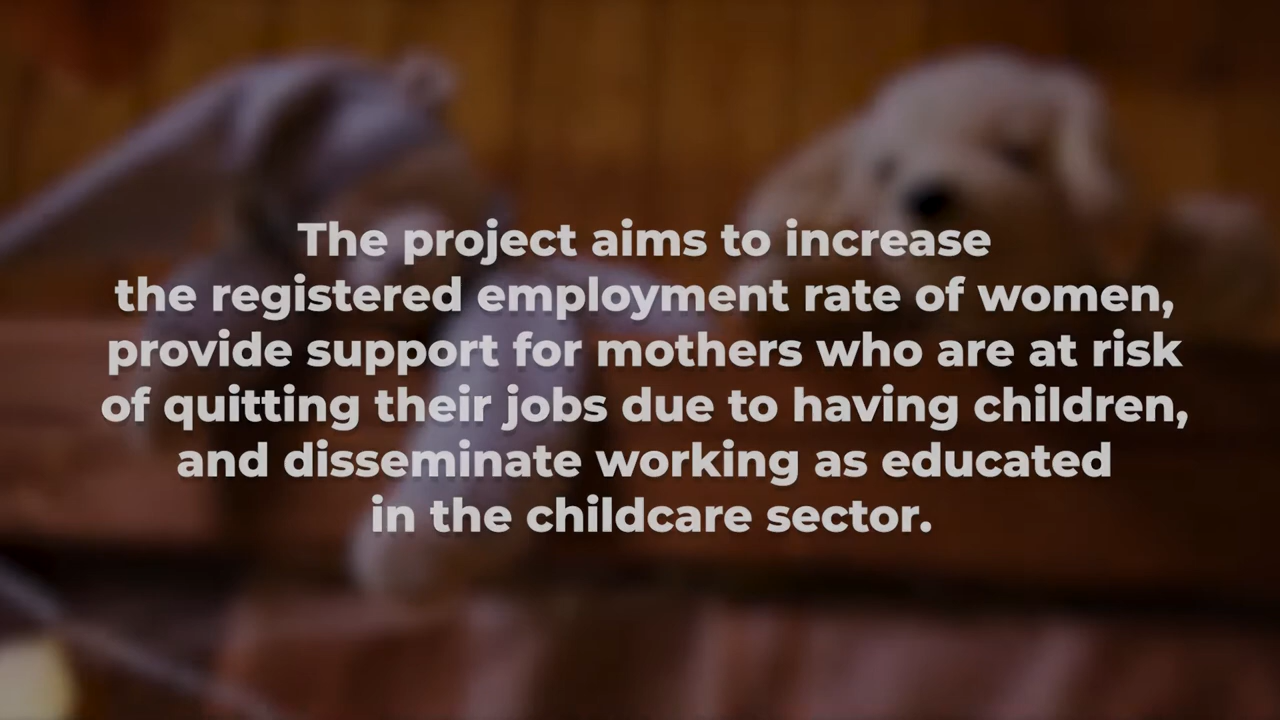 The project aims to increase
the registered employment rate of women,
provide support for mothers who are at risk
of quitting their jobs due to having children,
and disseminate working as educated
in the childcare sector.